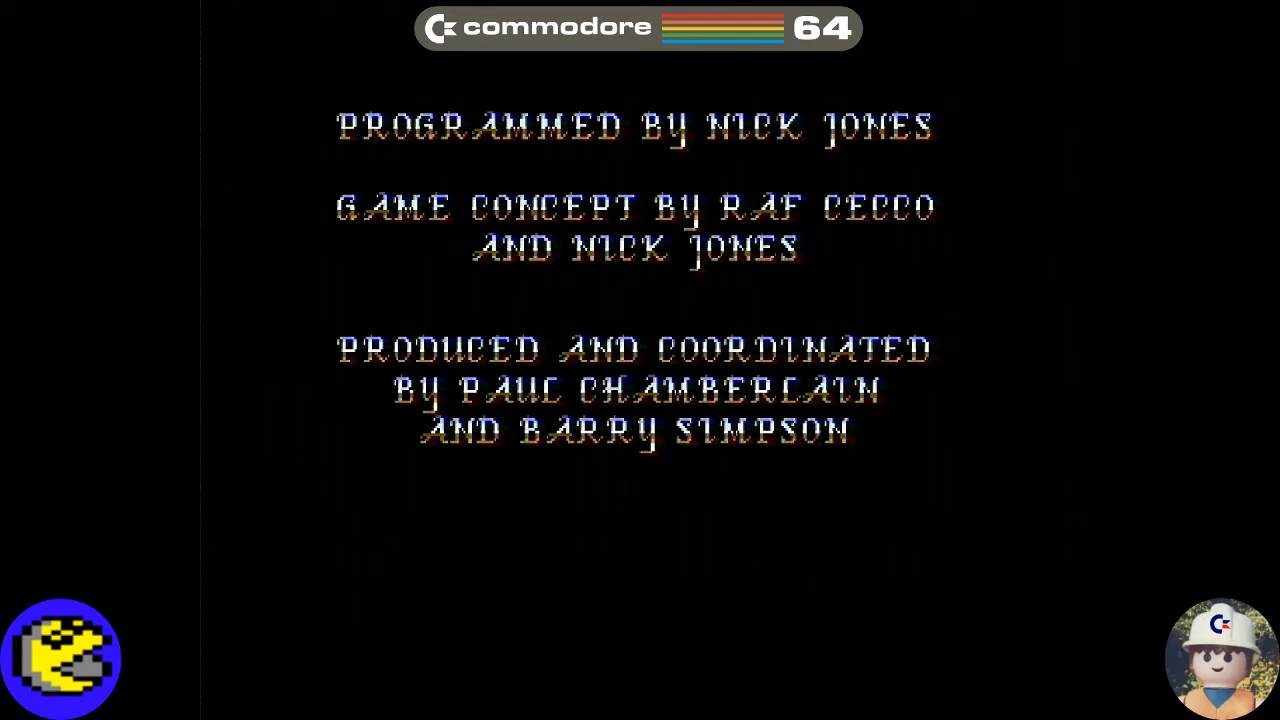 commodore 64
PROGRAMMED BY NICK JONES
GAME CONCEPT BY RAF CECCO
AND NICK JONES
PRODUCED AND COORDINATED
BY PAUL CHAMBERLAIN
AND BARRY SIMPSON